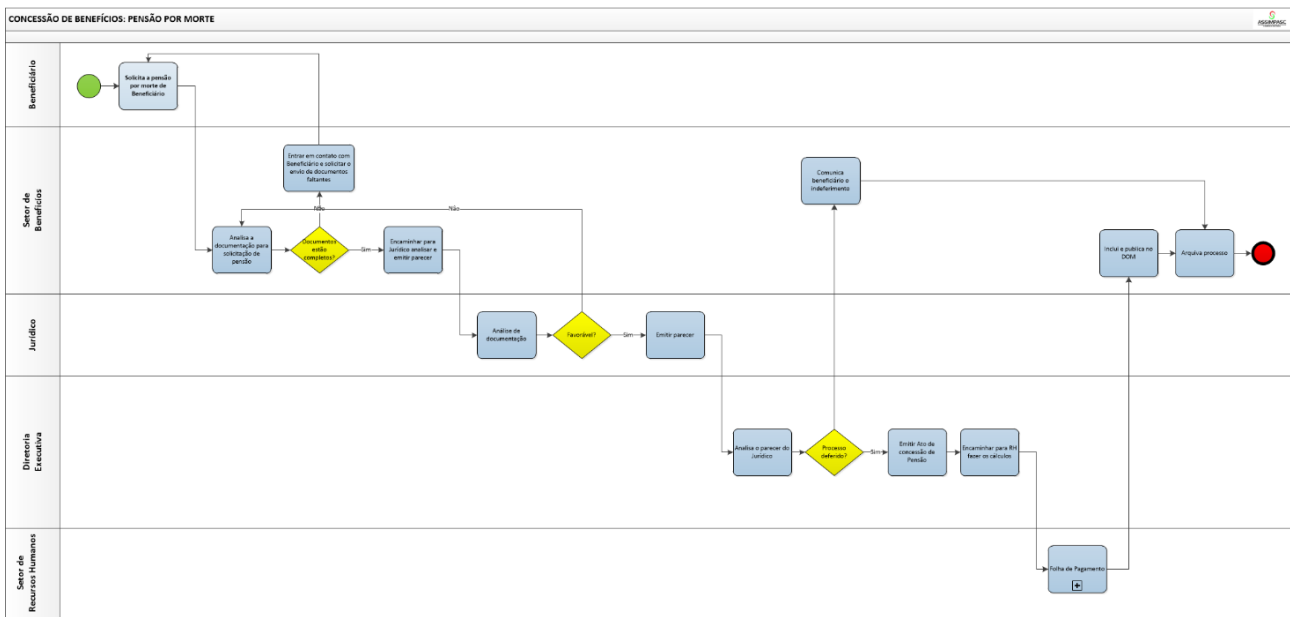 CONCESSÃO DE BENEFÍCIOS: PENSÃO POR MORTE
ASSIMPASC
Beneficiário
Solicita a pensão
por morte de
Beneficiário
Setor de
Benefícios
Entrar em contato com
Beneficiário e solicitar o
envio de documentos
faltantes
Não
Não
Analisa a
documentação para
solicitação de
pensão
Documentos
estão
completos?
Sim
Encaminhar para
Jurídico analisar e
emitir parecer
Comunica
beneficiário o
indeferimento
Inclui e publica no
DOM
Arquiva processo
Jurídico
Análise de
documentação
Favorável?
Sim
Emitir parecer
Diretoria
Executiva
Analisa o parecer do
Jurídico
Processo
deferido?
Sim
Emitir Ato de
concessão de
Pensão
Encaminhar para RH
fazer os cálculos
Setor de
Recursos Humanos
Folha de Pagamento